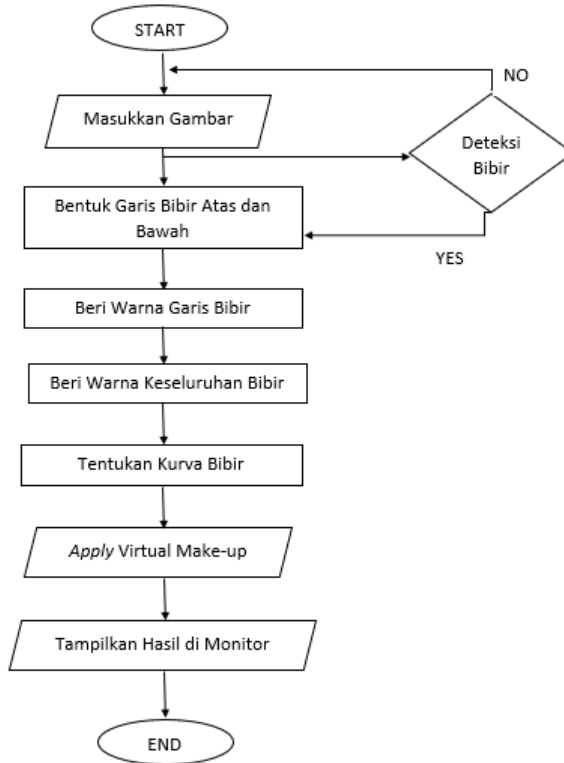 START
NO
Masukkan Gambar
Deteksi
Bibir
Bentuk Garis Bibir Atas dan
Bawah
YES
Beri Warna Garis Bibir
Beri Warna Keseluruhan Bibir
Tentukan Kurva Bibir
Apply Virtual Make-up
Tampilkan Hasil di Monitor
END